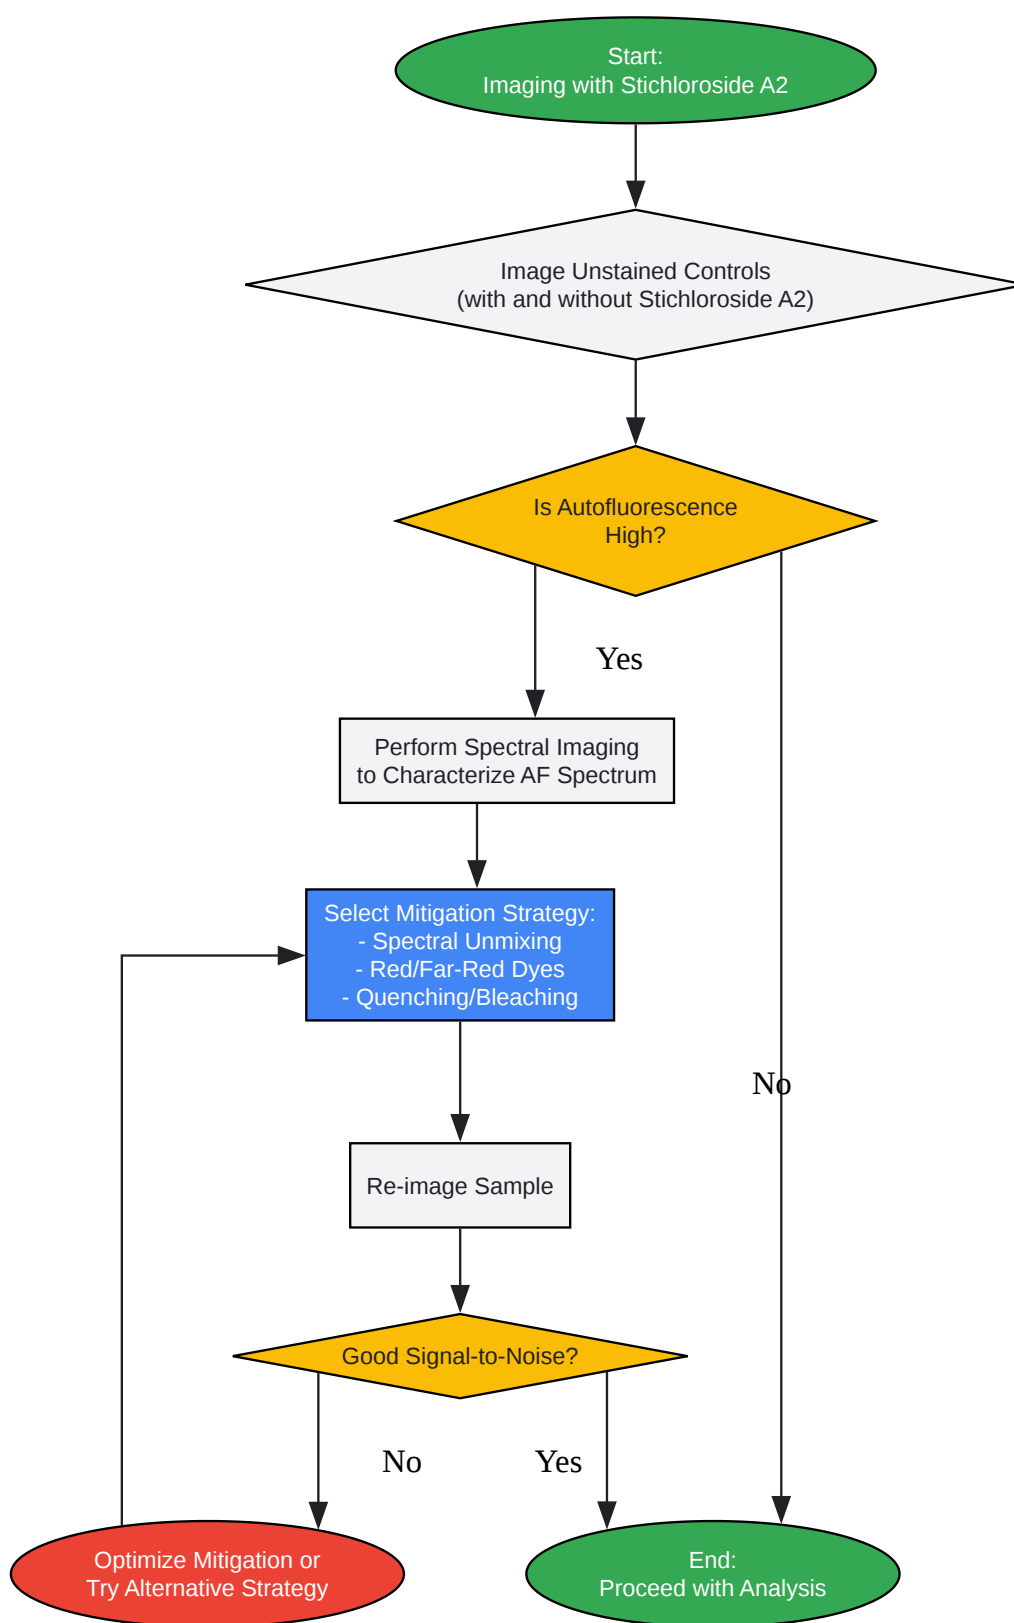 Start:
Imaging with Stichloroside A2
Image Unstained Controls
(with and without Stichloroside A2)
Is Autofluorescence
High?
Yes
Perform Spectral Imaging
to Characterize AF Spectrum
Select Mitigation Strategy:
- Spectral Unmixing
- Red/Far-Red Dyes
- Quenching/Bleaching
No
Re-image Sample
Good Signal-to-Noise?
No
Yes
Optimize Mitigation or
Try Alternative Strategy
End:
Proceed with Analysis